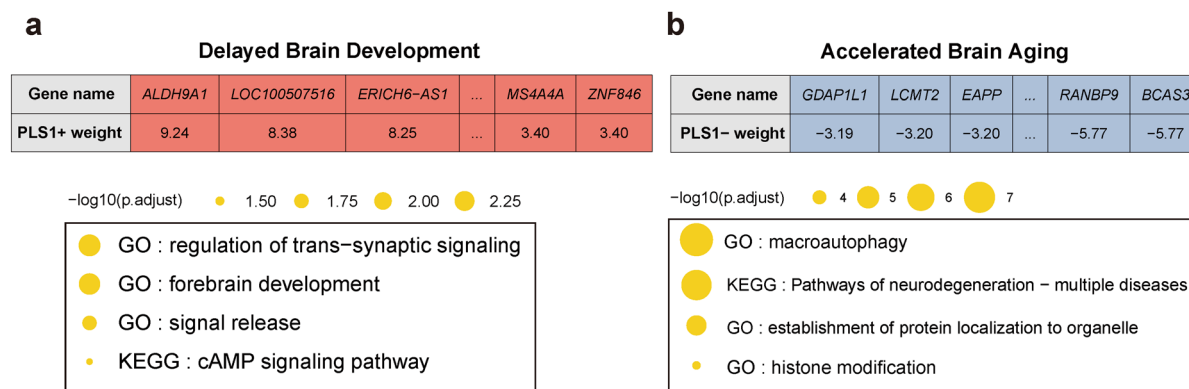 a
Delayed Brain Development
Gene name ALDH9A1 LOC100507516 ERICH6−AS1 ... MS4A4A ZNF846
PLS1+ weight 9.24 8.38 8.25 ... 3.40 3.40
−log10(p.adjust) 1.50 1.75 2.00 2.25
GO : regulation of trans−synaptic signaling
GO : forebrain development
GO : signal release
KEGG : cAMP signaling pathway
b
Accelerated Brain Aging
Gene name GDAP1L1 LCMT2 EAPP ... RANBP9 BCAS3
PLS1− weight −3.19 −3.20 −3.20 ... −5.77 −5.77
−log10(p.adjust) 4 5 6 7
GO : macroautophagy
KEGG : Pathways of neurodegeneration − multiple diseases
GO : establishment of protein localization to organelle
GO : histone modification